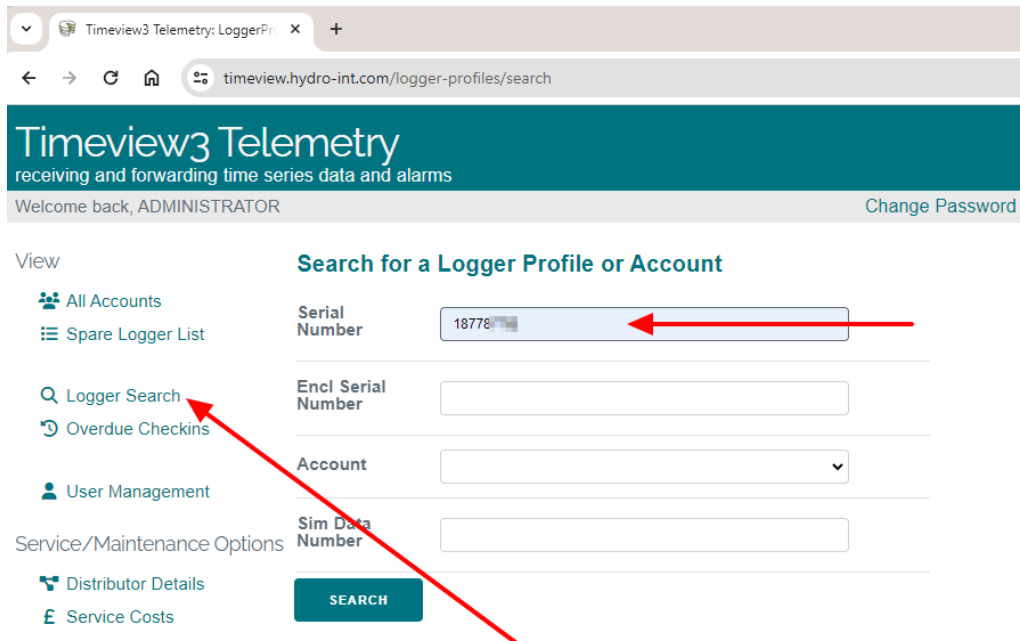 Timeview3 Telemetry: LoggerPr
timeview.hydro-int.com/logger-profiles/search
Timeview3 Telemetry
receiving and forwarding time series data and alarms
Welcome back, ADMINISTRATOR
Change Password
View
All Accounts
Spare Logger List
Logger Search
Overdue Checkins
User Management
Service/Maintenance Options
Distributor Details
£ Service Costs
Search for a Logger Profile or Account
Serial
Number
18778
Encl Serial
Number
Account
Sim Data
Number
SEARCH